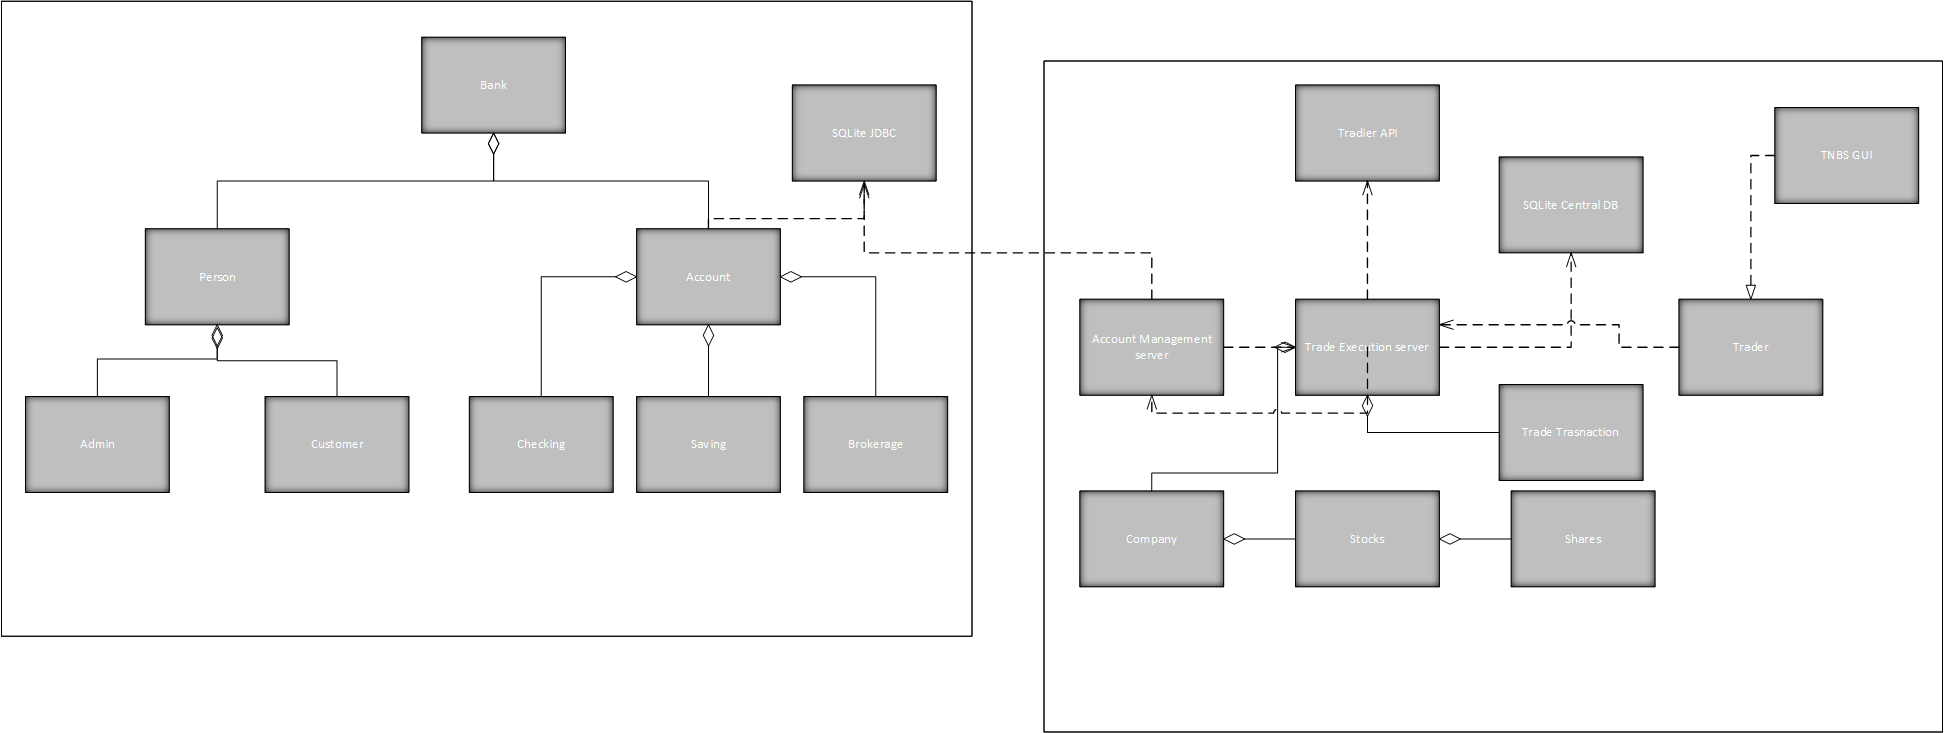 Bank
SQLite JDBC
Person
Account
Admin
Customer
Checking
Saving
Brokerage
Tradier API
TNBS GUI
SQLite Central DB
Account Management
server
Trade Execution server
Trader
Trade Trasnaction
Company
Stocks
Shares